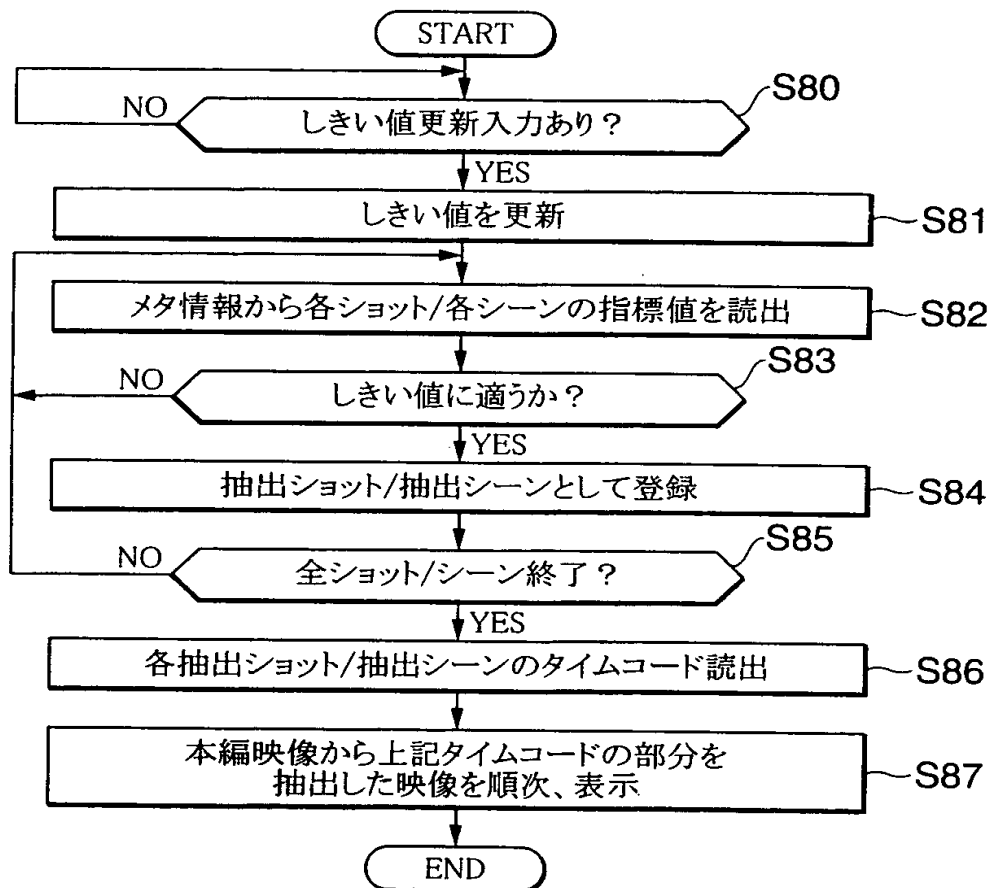 START
S80
NO
しきい値更新入力あり？
YES
しきい値を更新
S81
メタ情報から各ショット/各シーンの指標値を読出
S82
S83
NO
しきい値に適うか？
YES
抽出ショット/抽出シーンとして登録
S84
S85
NO
全ショット/シーン終了？
YES
各抽出ショット/抽出シーンのタイムコード読出
S86
本編映像から上記タイムコードの部分を
抽出した映像を順次、表示
S87
END